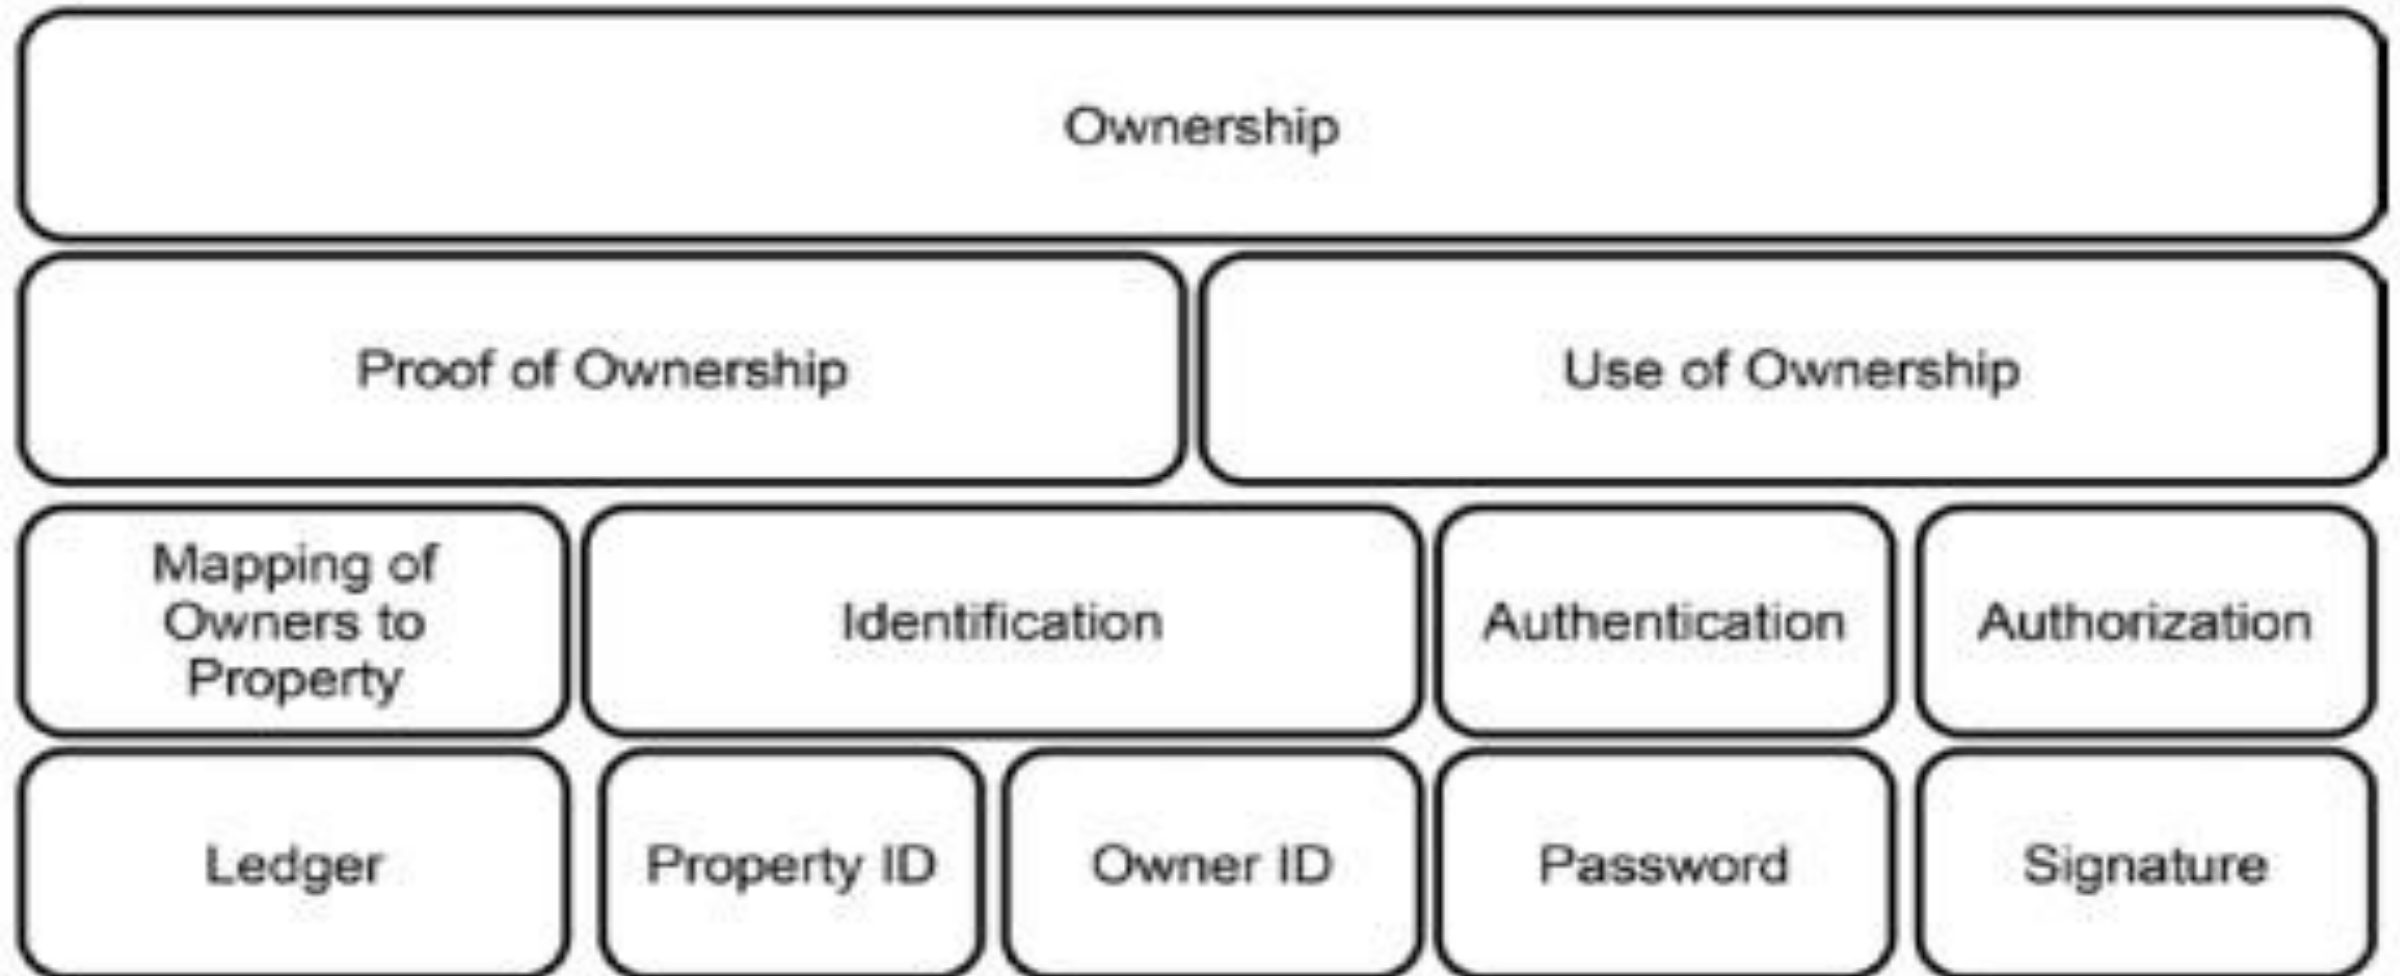 Ownership
Proof of Ownership
Use of Ownership
Mapping of
Owners to
Property
Identification
Authentication
Authorization
Ledger
Property ID
Owner ID
Password
Signature